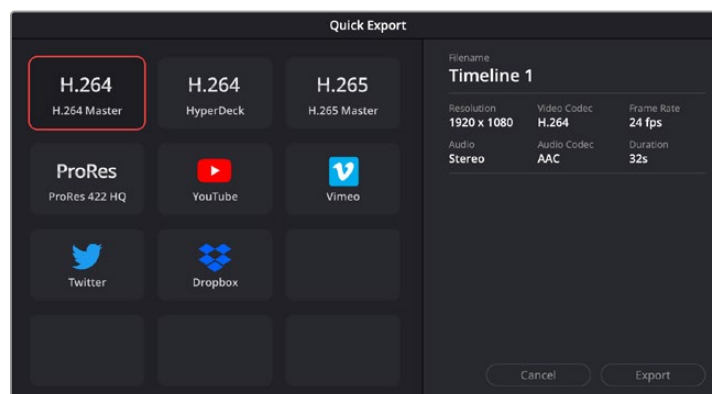 Quick Export
H.264
H.264 Master
H.264
HyperDeck
H.265
H.265 Master
ProRes
ProRes 422 HQ
YouTube
Vimeo
Twitter
Dropbox
Filename
Timeline 1
Resolution Video Codec Frame Rate
1920 x 1080 H.264 24 fps
Audio Audio Codec Duration
Stereo AAC 32s
Cancel Export